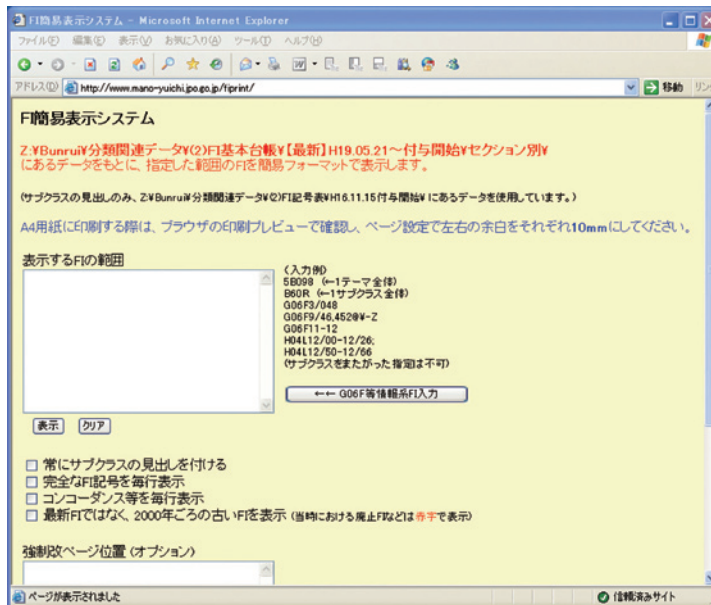 FI簡易表示システム - Microsoft Internet Explorer
ファイル(F) 編集(E) 表示(V) お気に入り(A) ツール(T) ヘルプ(H)
アドレス(D) http://www.mano-yuichi.jpo.go.jp/fiprint/ 移動 リン
FI簡易表示システム
Z:¥Bunrui¥分類関連データ¥(2)FI基本台帳¥【最新】H19.05.21～付与開始¥セクション別¥
にあるデータをもとに、指定した範囲のFIを簡易フォーマットで表示します。
(サブクラスの見出しのみ、Z:¥Bunrui¥分類関連データ¥(2)FI記号表¥H16.11.15付与開始¥ にあるデータを使用しています。)
A4用紙に印刷する際は、ブラウザの印刷プレビューで確認し、ページ設定で左右の余白をそれぞれ10mmにしてください。
表示するFIの範囲
(入力例)
5B098 (←1テーマ全体)
B60R (←1サブクラス全体)
G06F3/048
G06F9/46,452@¥-Z
G06F11-12
H04L12/00-12/26;
H04L12/50-12/66
(サブクラスをまたがった指定は不可)
←← G06F等情報系FI入力
表示 クリア
常にサブクラスの見出しを付ける
完全なFI記号を毎行表示
コンコーダンス等を毎行表示
最新FIではなく、2000年ごろの古いFIを表示 (当時における廃止FIなどは赤字で表示)
強制改ページ位置 (オプション)
ページが表示されました 信頼済みサイト